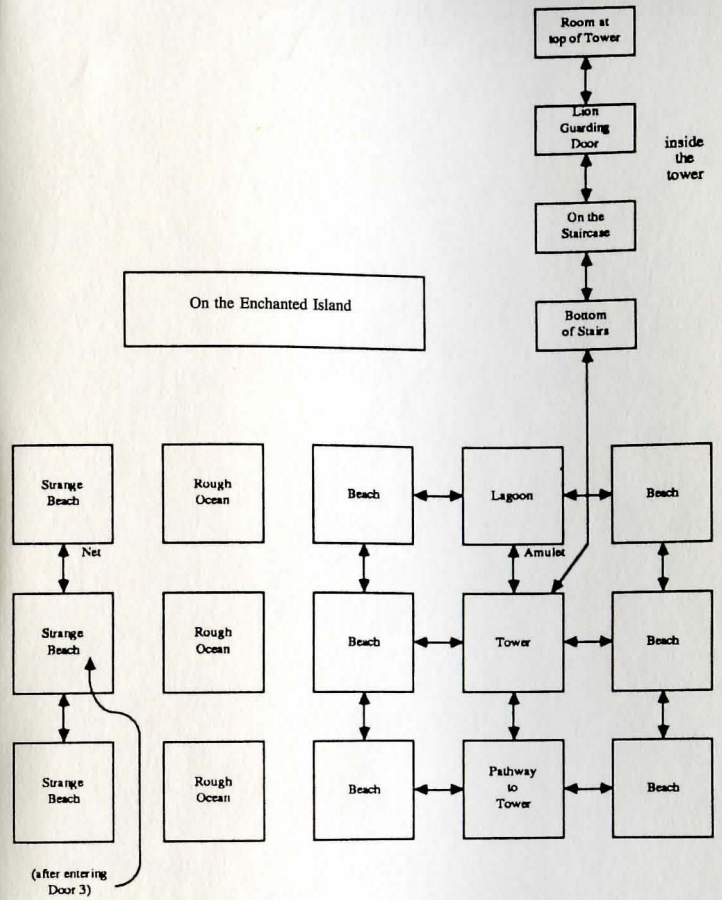 Room at
top of Tower
Lion
Guarding
Door
inside
the
tower
On the
Staircase
On the Enchanted Island
Bottom
of Stairs
Strange
Beach
Rough
Ocean
Beach
Lagoon
Beach
Net
Amulet
Strange
Beach
Rough
Ocean
Beach
Tower
Beach
Strange
Beach
Rough
Ocean
Beach
Pathway
to
Tower
Beach
(after entering
Door 3)